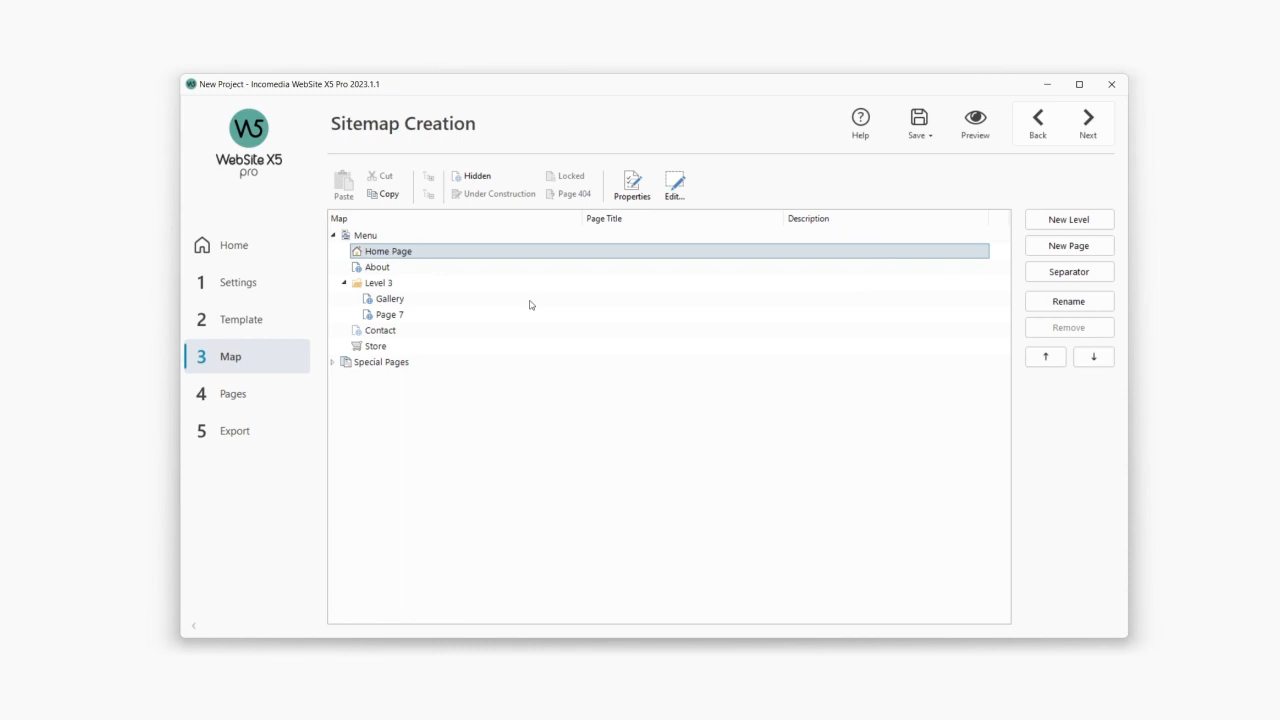 New Project - Incomedia WebSite X5 Pro 2023.1.1
W5
WebSite X5
pro
Sitemap Creation
Help
Save
Preview
Back
Next
Paste
Cut
Copy
Hidden
Under Construction
Locked
Page 404
Properties
Edit...
Home
1 Settings
2 Template
3 Map
4 Pages
5 Export
Map Page Title Description
Menu
Home Page
About
Level 3
Gallery
Page 7
Contact
Store
Special Pages
New Level
New Page
Separator
Rename
Remove